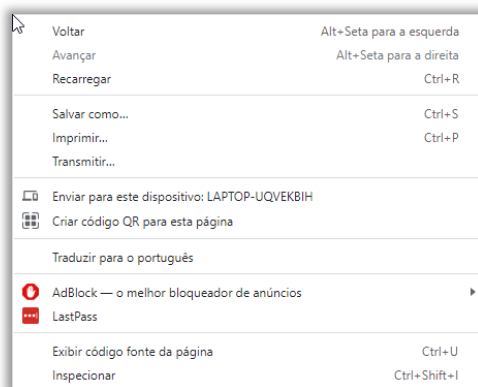 Voltar Alt+Seta para a esquerda
Avançar Alt+Seta para a direita
Recarregar Ctrl+R
Salvar como... Ctrl+S
Imprimir... Ctrl+P
Transmitir...
Enviar para este dispositivo: LAPTOP-UQVEKBIH
Criar código QR para esta página
Traduzir para o português
AdBlock — o melhor bloqueador de anúncios
LastPass
Exibir código fonte da página Ctrl+U
Inspecionar Ctrl+Shift+I